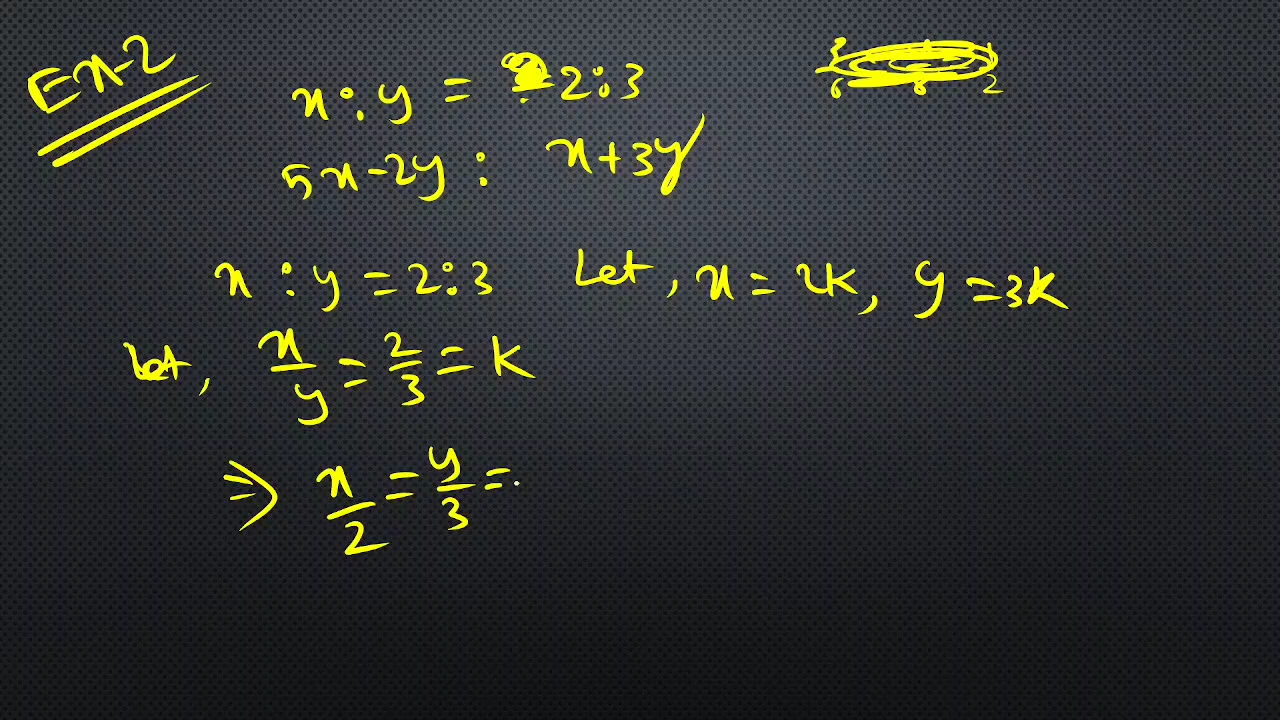 Ex-2
x : y = 2 : 3
5x-2y : x+3y
x : y = 2 : 3 Let, x = 2K, y = 3K
Let, x/y = 2/3 = K
⇒ x/2 = y/3 =